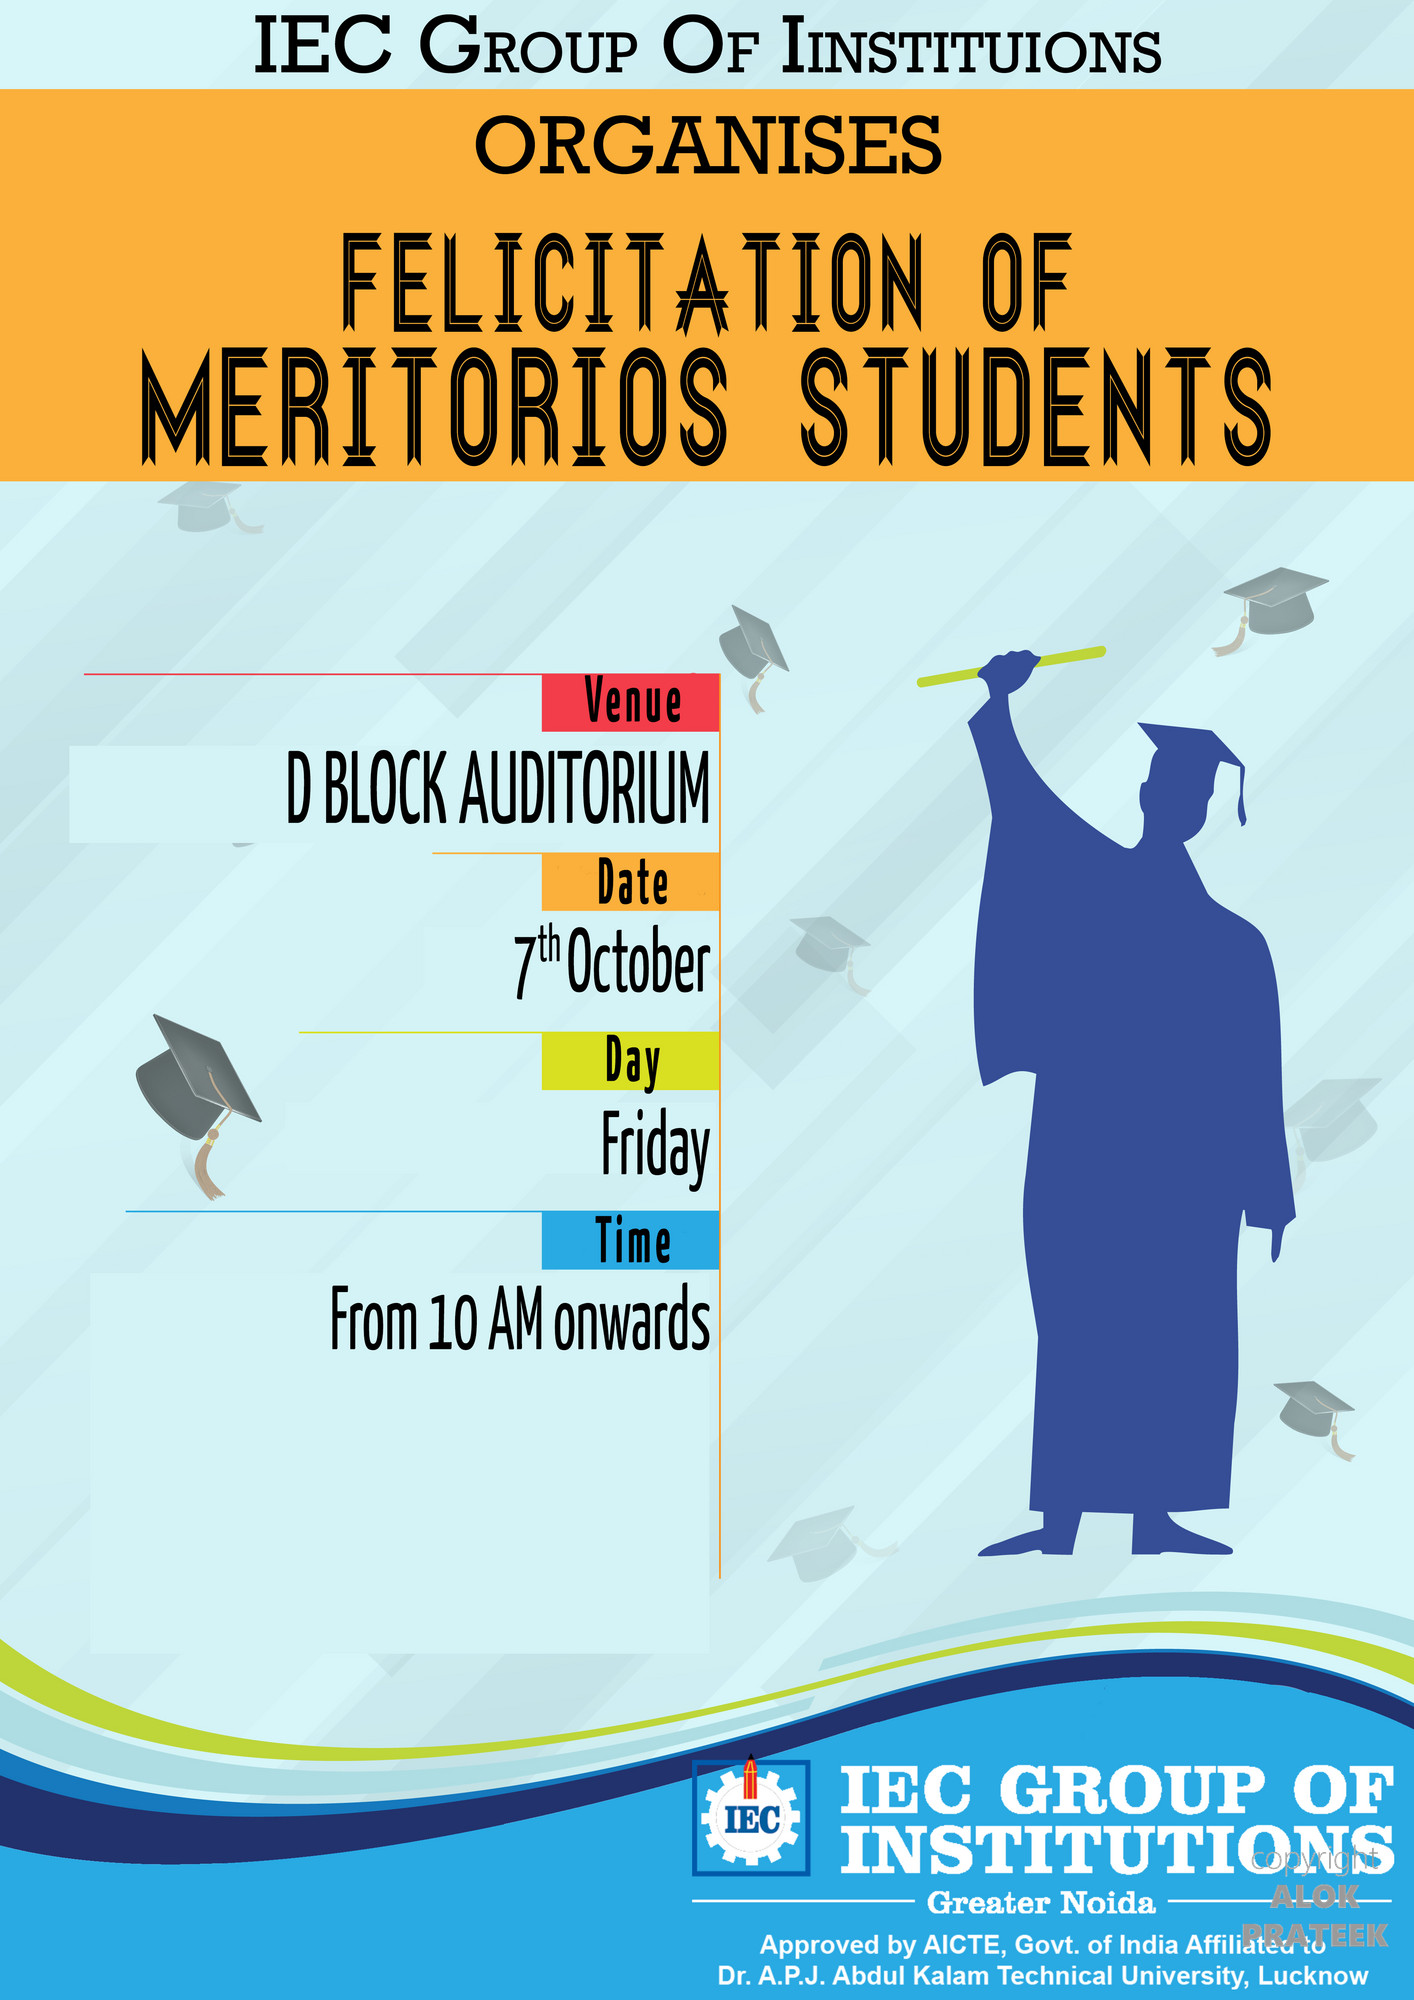 IEC GROUP OF IINSTITUIONS
ORGANISES
FELICITATION OF
MERITORIOS STUDENTS
Venue
D BLOCK AUDITORIUM
Date
7th October
Day
Friday
Time
From 10 AM onwards
IEC
IEC GROUP OF
INSTITUTIONS
copyright
ALOK
PRATEEK
Greater Noida
Approved by AICTE, Govt. of India Affiliated to
Dr. A.P.J. Abdul Kalam Technical University, Lucknow